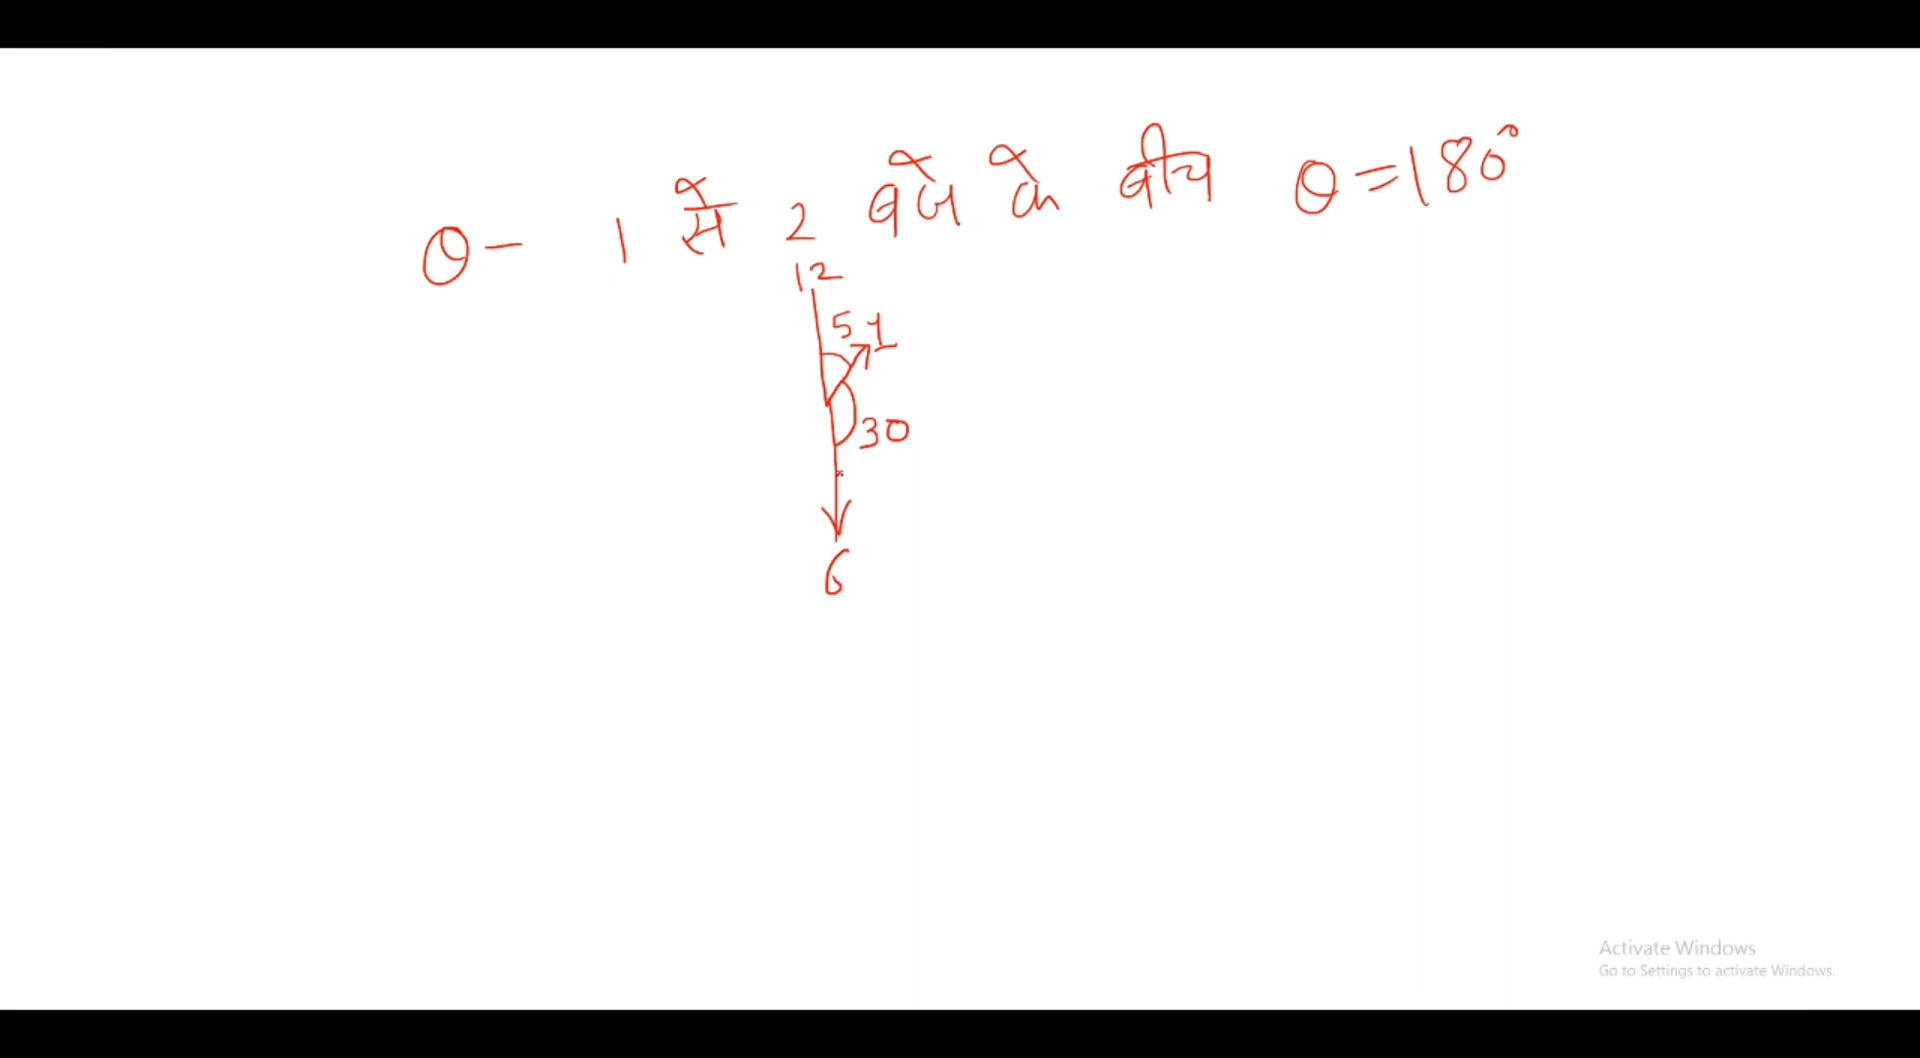 Q- 1 से 2 बजे के बीच θ=180°
12
5 1
30
6
Activate Windows
Go to Settings to activate Windows.